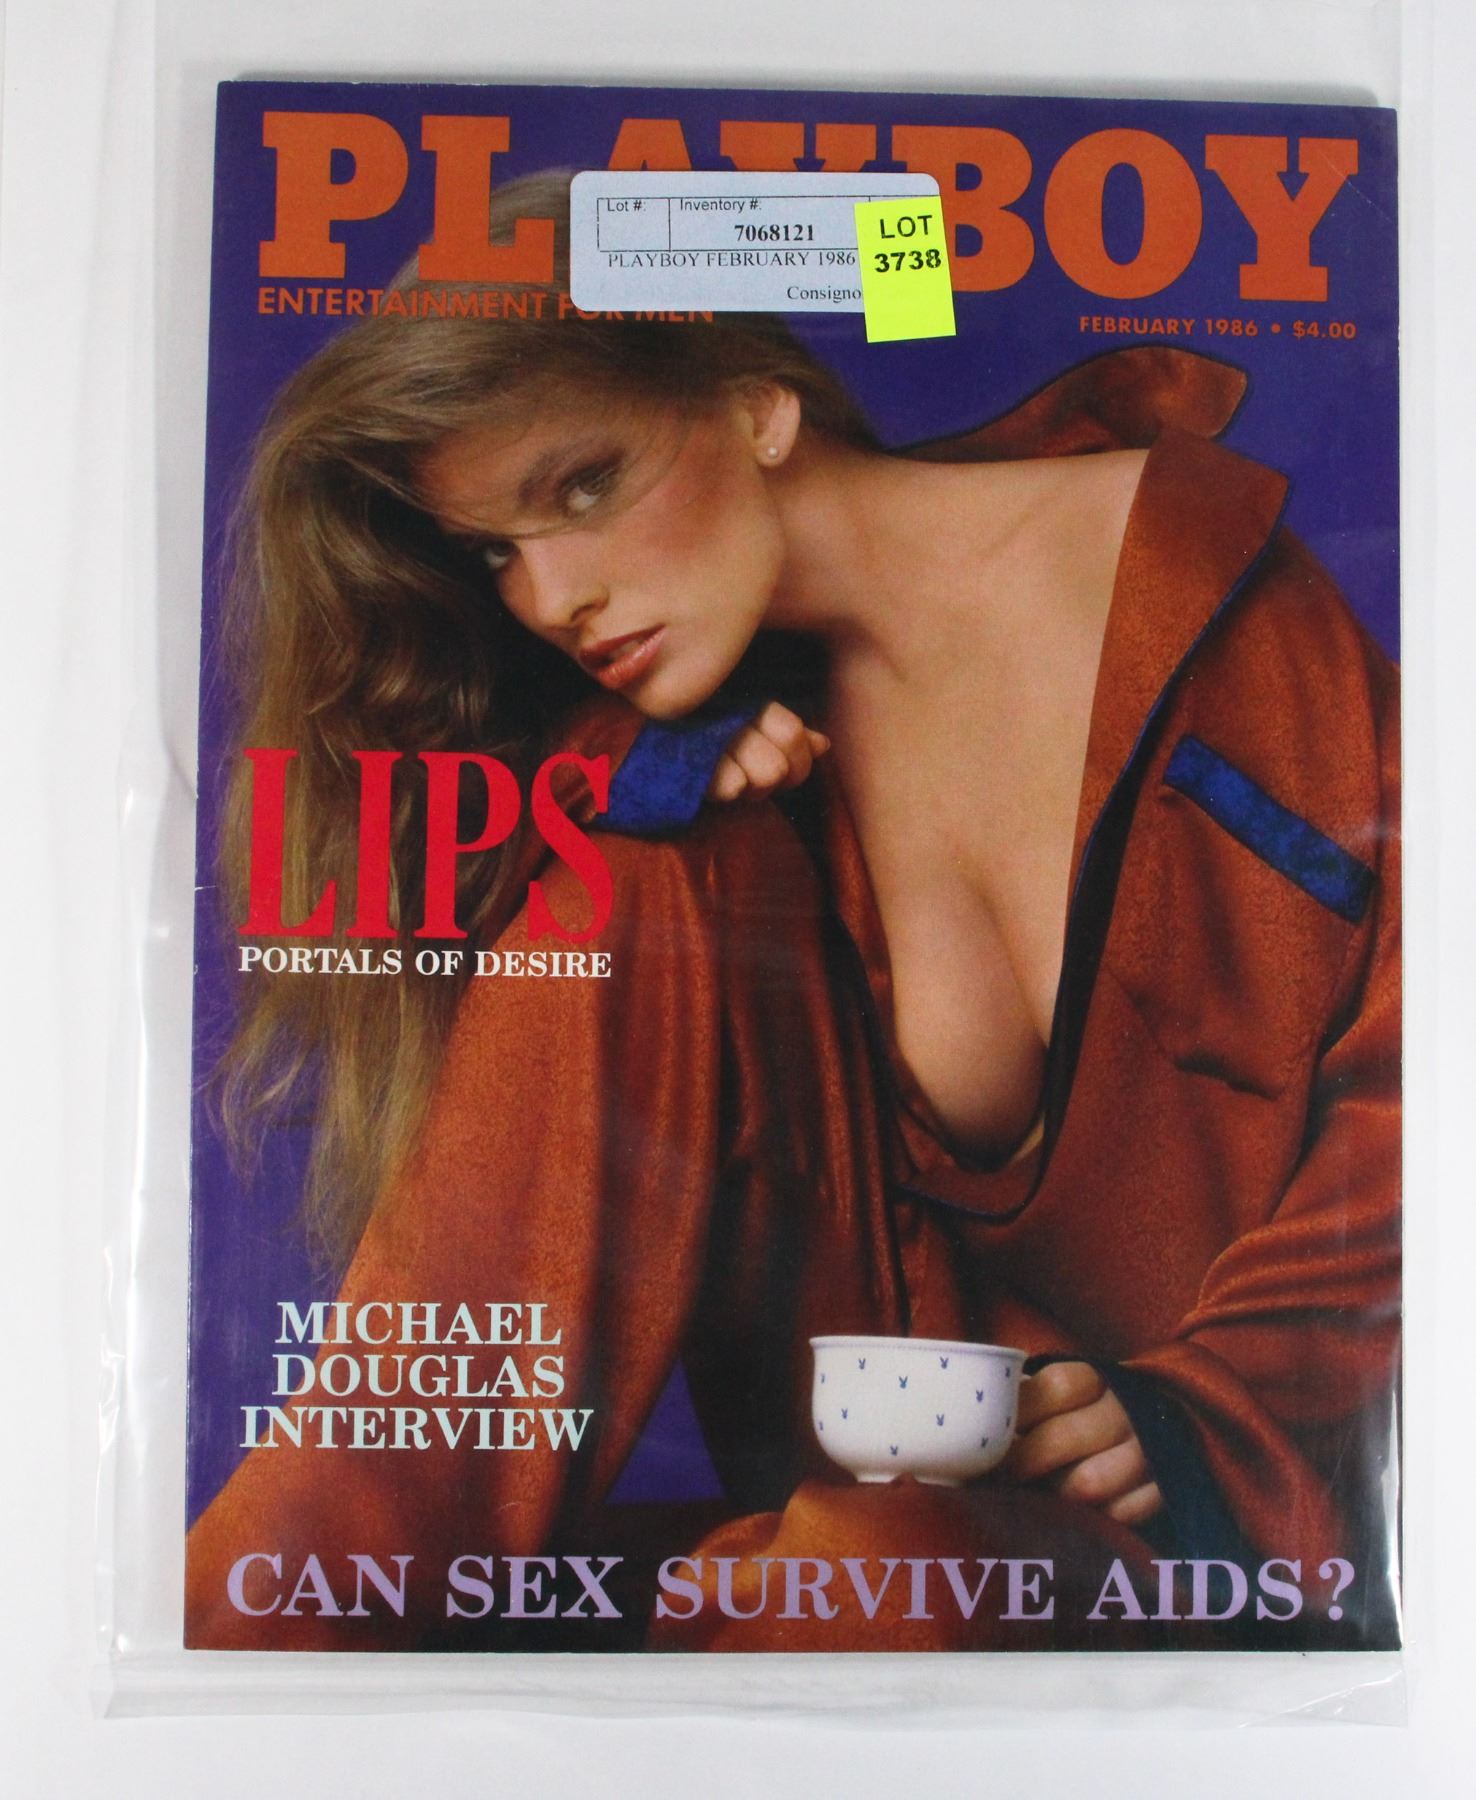 PLAYBOY
Lot #: Inventory #:
7068121
PLAYBOY FEBRUARY 1986
LOT
3738
ENTERTAINMENT FOR MEN
FEBRUARY 1986 • $4.00
LIPS
PORTALS OF DESIRE
MICHAEL
DOUGLAS
INTERVIEW
CAN SEX SURVIVE AIDS?